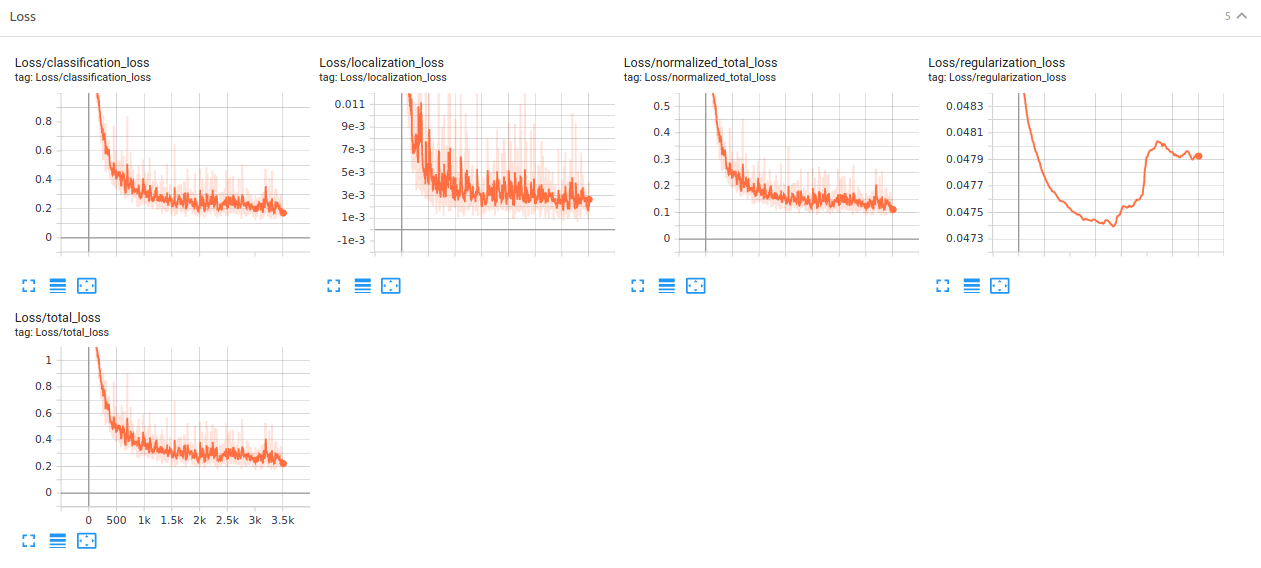 Loss
5
Loss/classification_loss
tag: Loss/classification_loss
0.8
0.6
0.4
0.2
0
Loss/localization_loss
tag: Loss/localization_loss
0.011
9e-3
7e-3
5e-3
3e-3
1e-3
-1e-3
Loss/normalized_total_loss
tag: Loss/normalized_total_loss
0.5
0.4
0.3
0.2
0.1
0
Loss/regularization_loss
tag: Loss/regularization_loss
0.0483
0.0481
0.0479
0.0477
0.0475
0.0473
Loss/total_loss
tag: Loss/total_loss
1
0.8
0.6
0.4
0.2
0
0 500 1k 1.5k 2k 2.5k 3k 3.5k